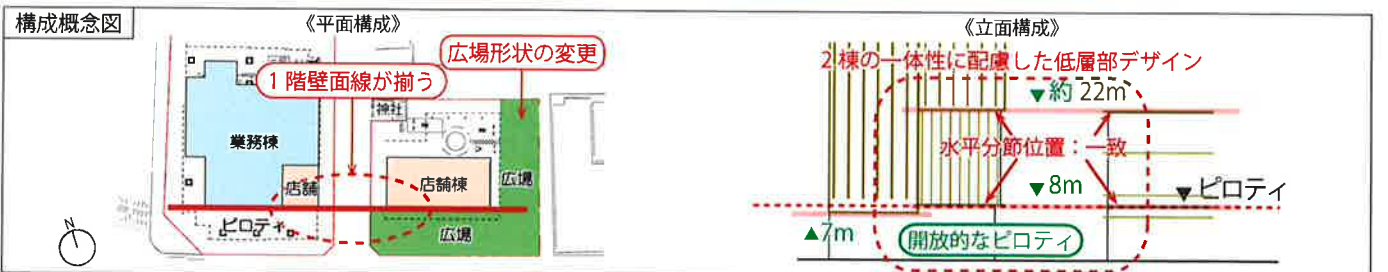 構成概念図
《平面構成》
広場形状の変更
1階壁面線が揃う
神社
業務棟
店舗
店舗棟
広場
ピロティ
広場
N
《立面構成》
2棟の一体性に配慮した低層部デザイン
▼約 22m
水平分節位置：一致
▼8m
▼ピロティ
▲7m
開放的なピロティ